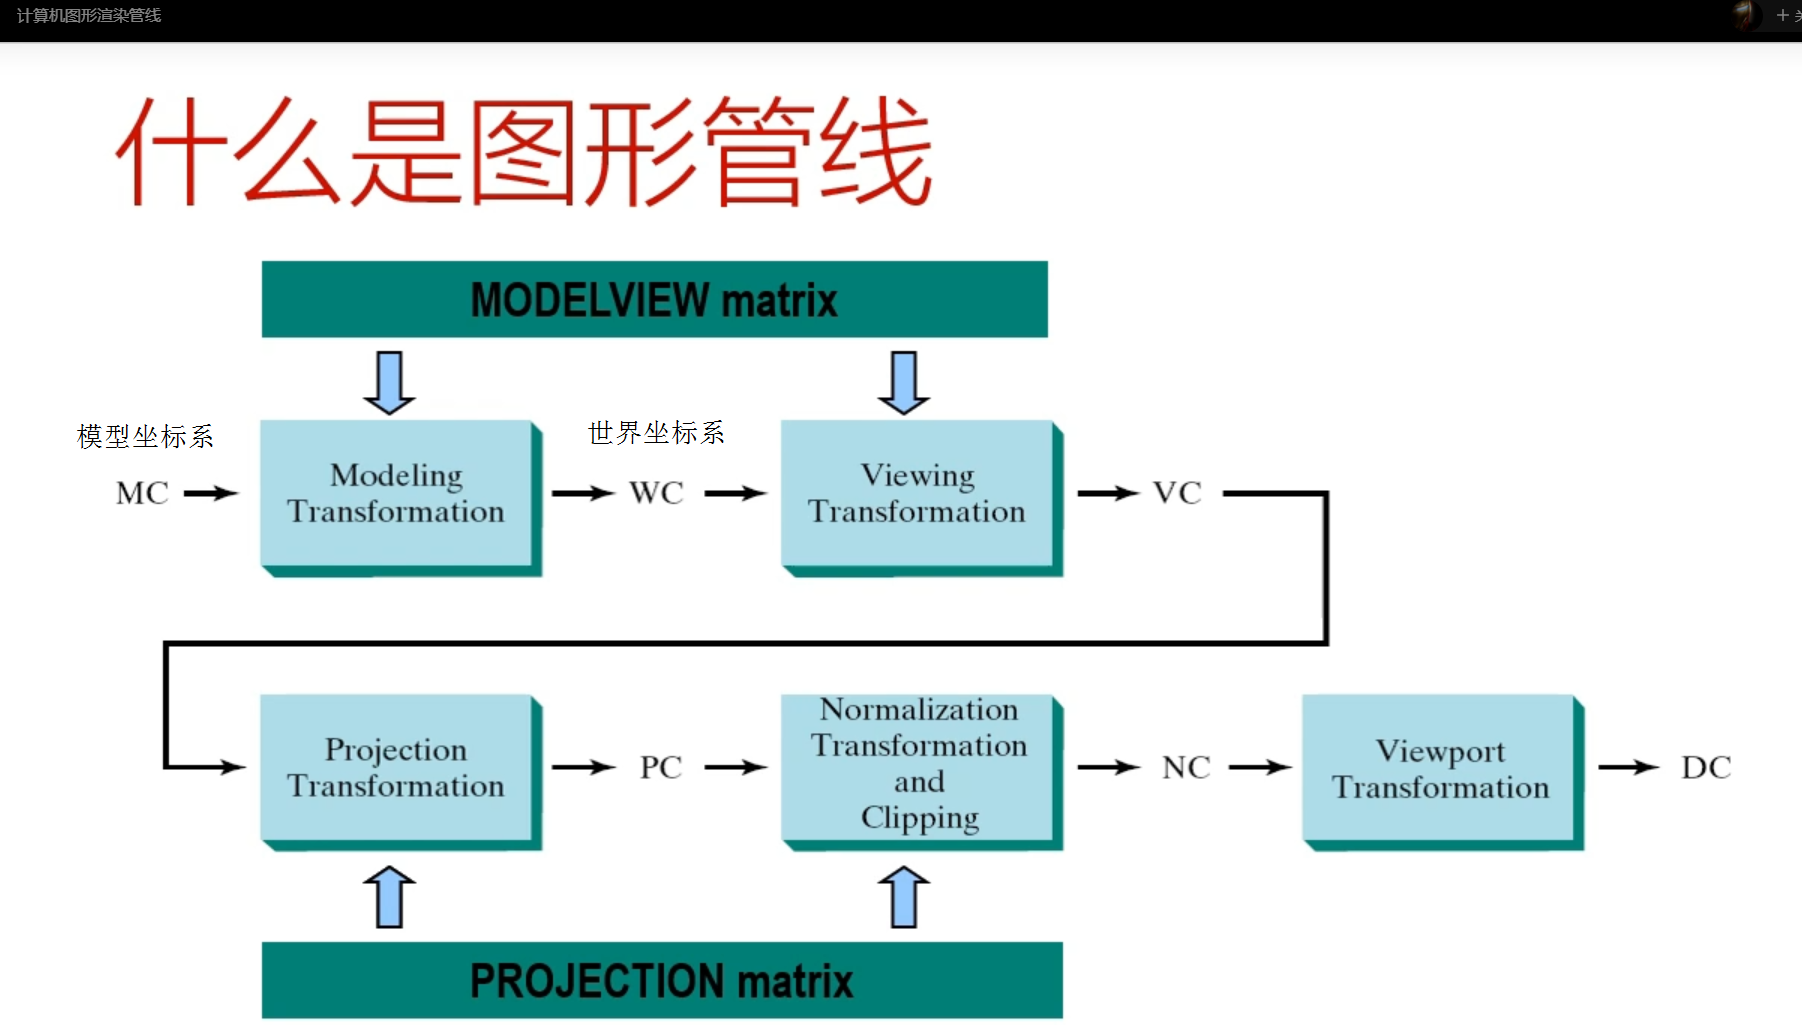 计算机图形渲染管线
什么是图形管线
MODELVIEW matrix
模型坐标系
世界坐标系
MC
Modeling
Transformation
WC
Viewing
Transformation
VC
Projection
Transformation
PC
Normalization
Transformation
and
Clipping
NC
Viewport
Transformation
DC
PROJECTION matrix